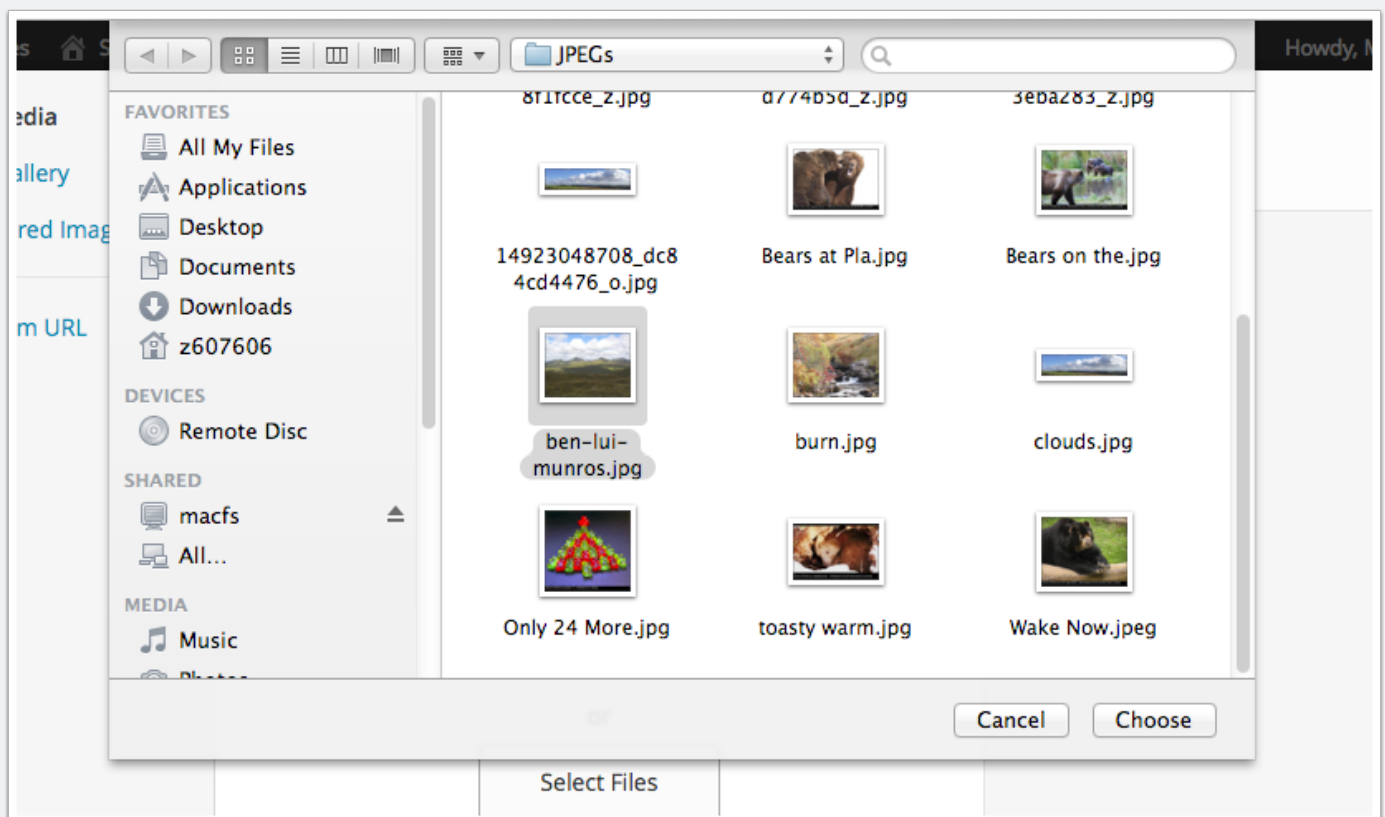 JPEGs
Howdy,
FAVORITES
All My Files
Applications
Desktop
Documents
Downloads
z607606
DEVICES
Remote Disc
SHARED
macfs
All...
MEDIA
Music
Photos
edia
allery
red Imag
m URL
8f1fcce_z.jpg
d774b5d_z.jpg
3eba283_z.jpg
14923048708_dc8
4cd4476_o.jpg
Bears at Pla.jpg
Bears on the.jpg
ben-lui-
munros.jpg
burn.jpg
clouds.jpg
Only 24 More.jpg
toasty warm.jpg
Wake Now.jpeg
or
Cancel
Choose
Select Files